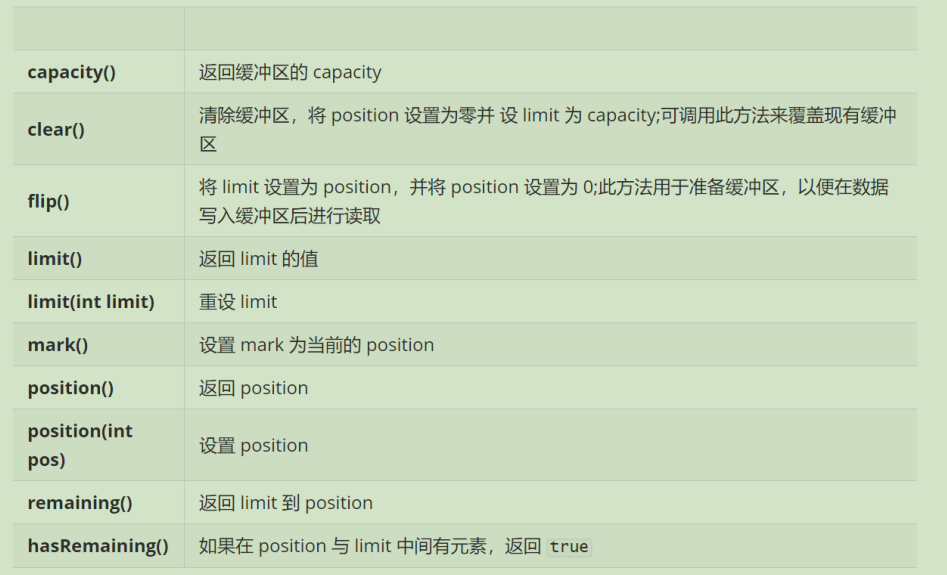 capacity() 返回缓冲区的 capacity
clear() 清除缓冲区，将 position 设置为零并 设 limit 为 capacity;可调用此方法来覆盖现有缓冲
区
flip() 将 limit 设置为 position，并将 position 设置为 0;此方法用于准备缓冲区，以便在数据
写入缓冲区后进行读取
limit() 返回 limit 的值
limit(int limit) 重设 limit
mark() 设置 mark 为当前的 position
position() 返回 position
position(int
pos) 设置 position
remaining() 返回 limit 到 position
hasRemaining() 如果在 position 与 limit 中间有元素，返回 true